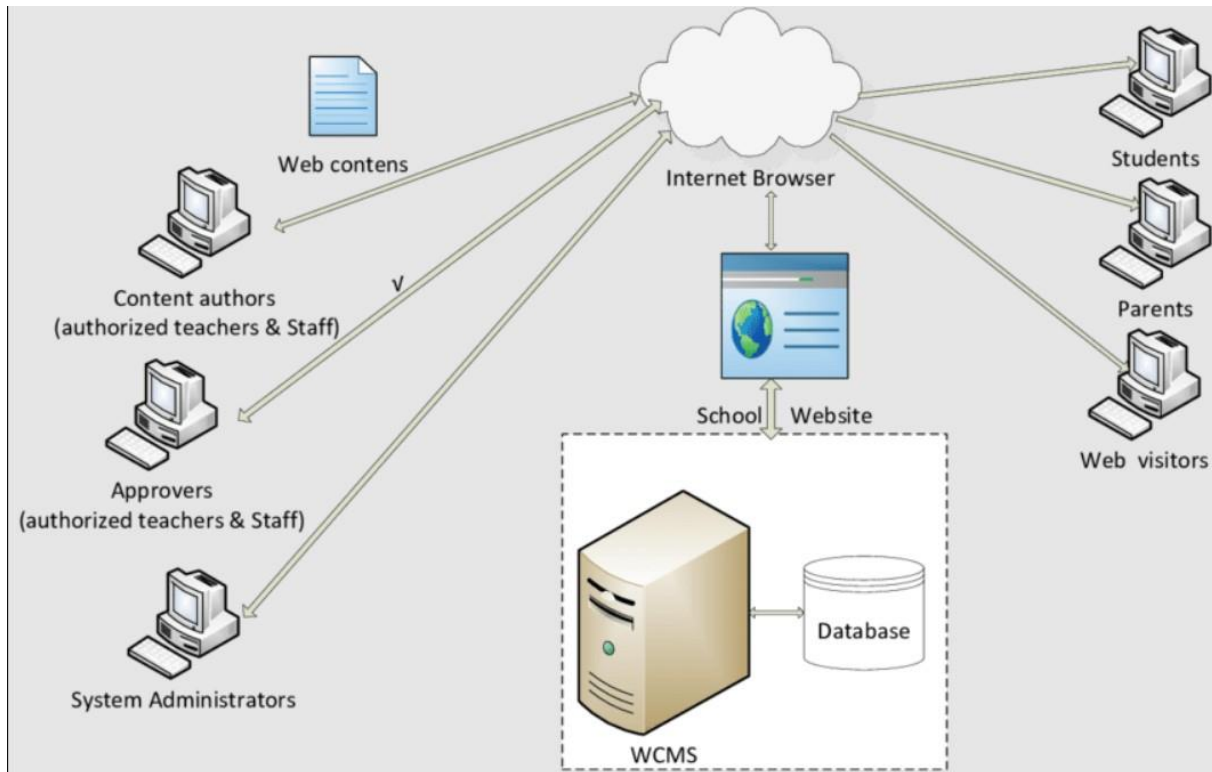 Web contens
Internet Browser
Students
Content authors
(authorized teachers & Staff)
√
Parents
School Website
Approvers
(authorized teachers & Staff)
Web visitors
Database
System Administrators
WCMS